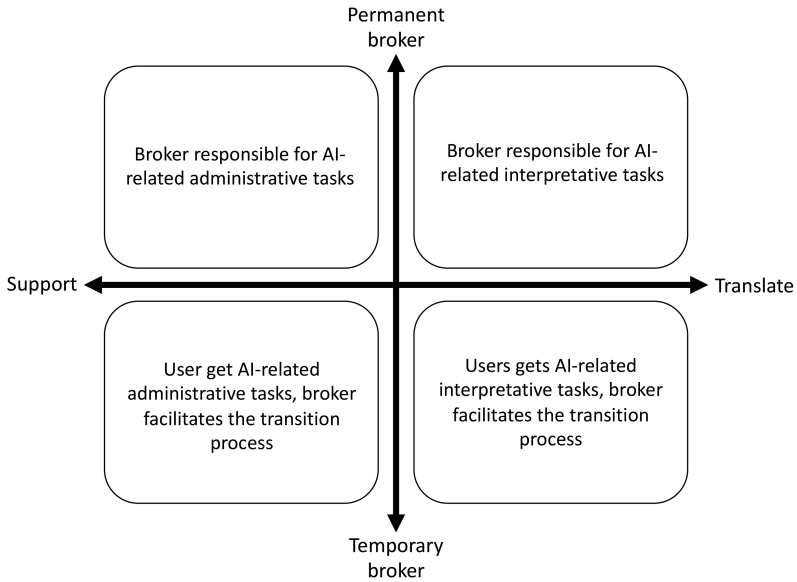 Permanent
broker
Broker responsible for AI-
related administrative tasks
Broker responsible for AI-
related interpretative tasks
Support
Translate
User get AI-related
administrative tasks, broker
facilitates the transition
process
Users gets AI-related
interpretative tasks, broker
facilitates the transition
process
Temporary
broker